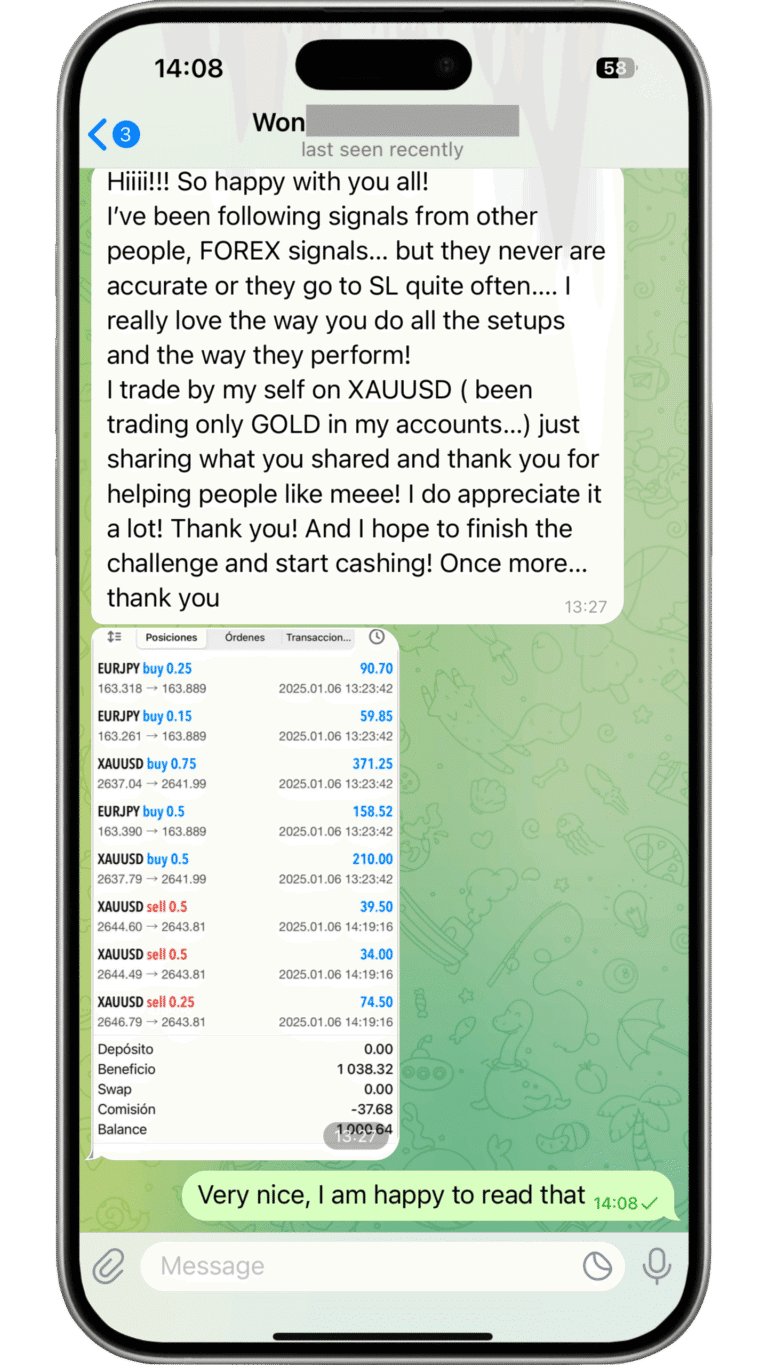 14:08
58
3
Won
last seen recently
Hiiii!!! So happy with you all!
I’ve been following signals from other
people, FOREX signals... but they never are
accurate or they go to SL quite often.... I
really love the way you do all the setups
and the way they perform!
I trade by my self on XAUUSD ( been
trading only GOLD in my accounts...) just
sharing what you shared and thank you for
helping people like meee! I do appreciate it
a lot! Thank you! And I hope to finish the
challenge and start cashing! Once more...
thank you
13:27
Posiciones Órdenes Transaccion...
EURJPY buy 0.25 90.70
163.318 → 163.889 2025.01.06 13:23:42
EURJPY buy 0.15 59.85
163.261 → 163.889 2025.01.06 13:23:42
XAUUSD buy 0.75 371.25
2637.04 → 2641.99 2025.01.06 13:23:42
EURJPY buy 0.5 158.52
163.390 → 163.889 2025.01.06 13:23:42
XAUUSD buy 0.5 210.00
2637.79 → 2641.99 2025.01.06 13:23:42
XAUUSD sell 0.5 39.50
2644.60 → 2643.81 2025.01.06 14:19:16
XAUUSD sell 0.5 34.00
2644.49 → 2643.81 2025.01.06 14:19:16
XAUUSD sell 0.25 74.50
2646.79 → 2643.81 2025.01.06 14:19:16
Depósito 0.00
Beneficio 1 038.32
Swap 0.00
Comisión -37.68
Balance 1 000.64
13:27
Very nice, I am happy to read that 14:08
Message